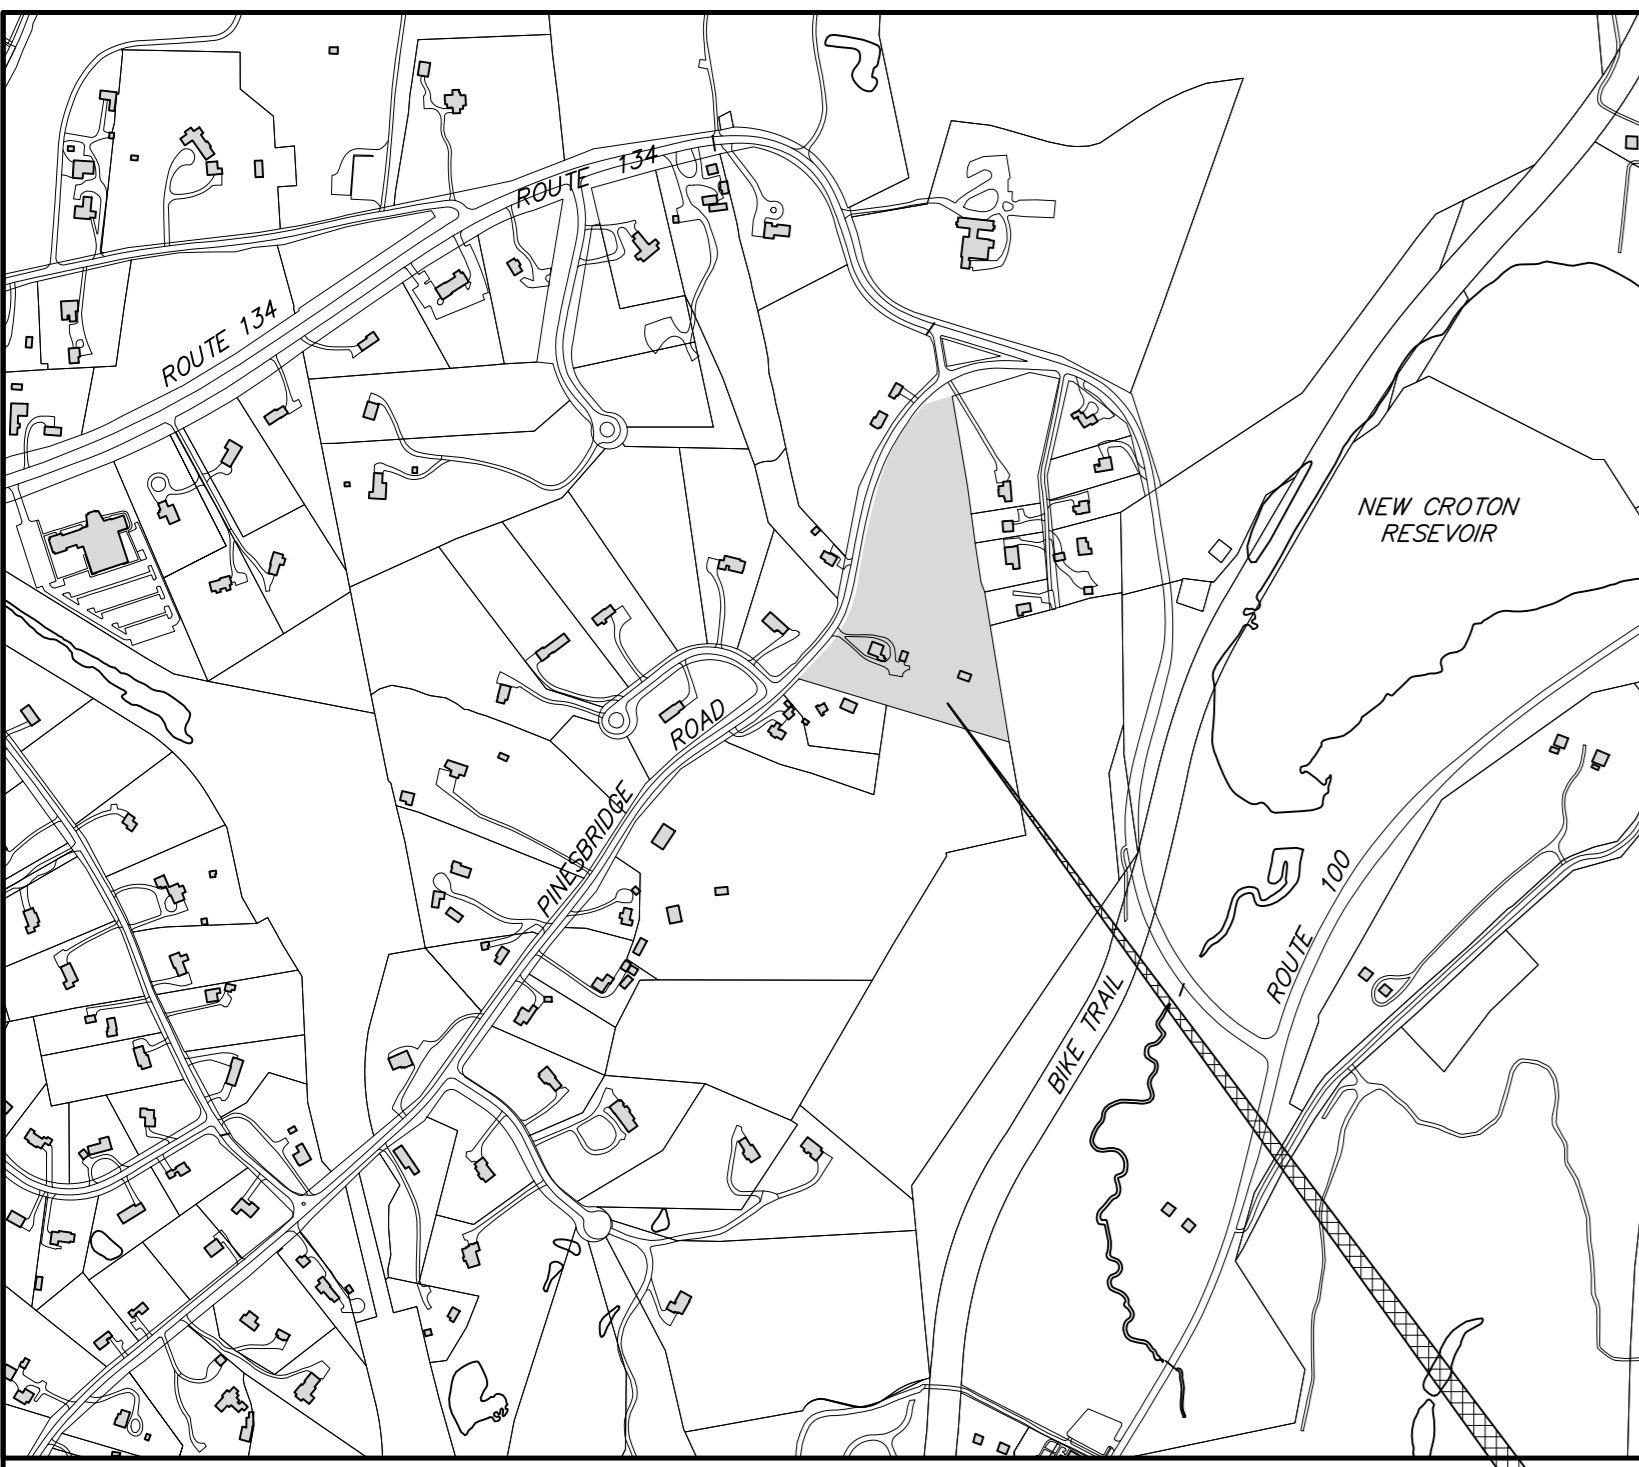 ROUTE 134
ROUTE 134
NEW CROTON
RESEVOIR
ROAD
PINESBRIDGE
ROUTE 100
BIKE TRAIL